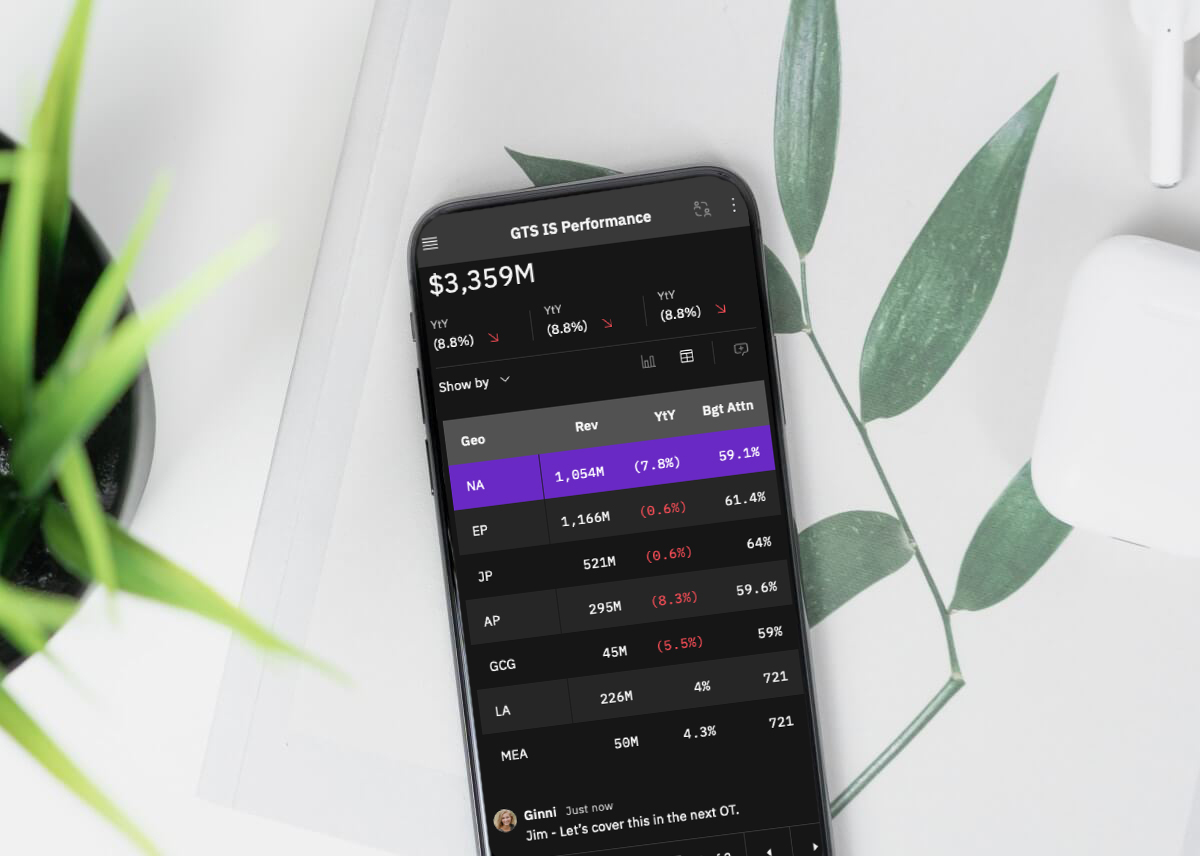 GTS IS Performance
$3,359M
YtY YtY YtY
(8.8%) (8.8%) (8.8%)
Show by
Geo Rev YtY Bgt Attn
NA 1,054M (7.8%) 59.1%
EP 1,166M (0.6%) 61.4%
JP 521M (0.6%) 64%
AP 295M (8.3%) 59.6%
GCG 45M (5.5%) 59%
LA 226M 4% 721
MEA 50M 4.3% 721
Ginni Just now
Jim - Let's cover this in the next OT.